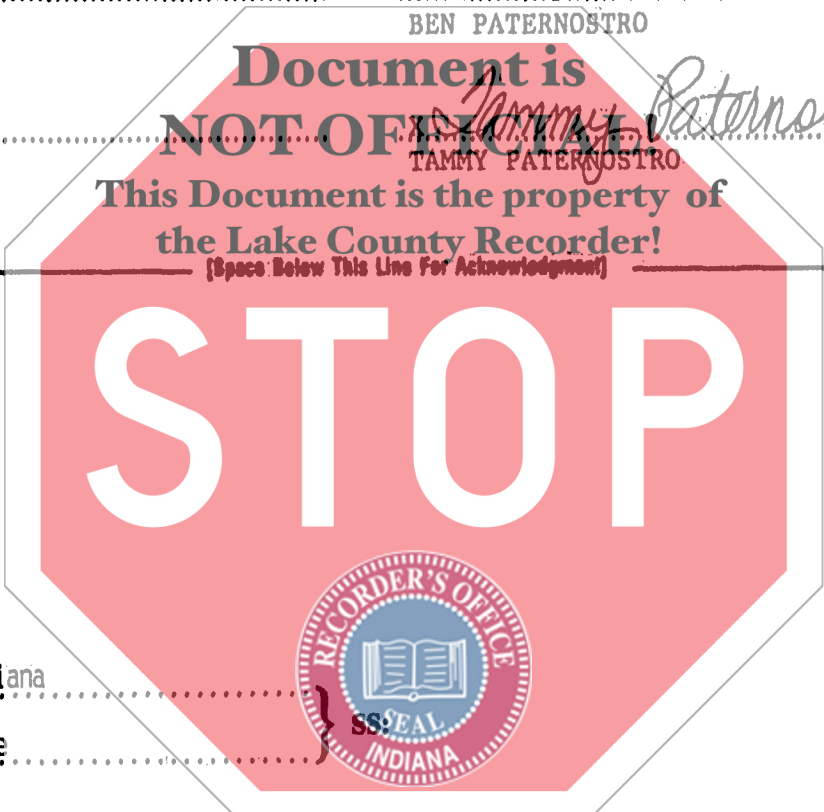 BEN PATERNOSTRO
Document is
NOT OFFICIAL!
Tammy Paterno
TAMMY PATERNOSTRO
This Document is the property of
the Lake County Recorder!
[Space Below This Line For Acknowledgment]
STOP
RECORDER'S OFFICE
SEAL
INDIANA
iana
SS:
e